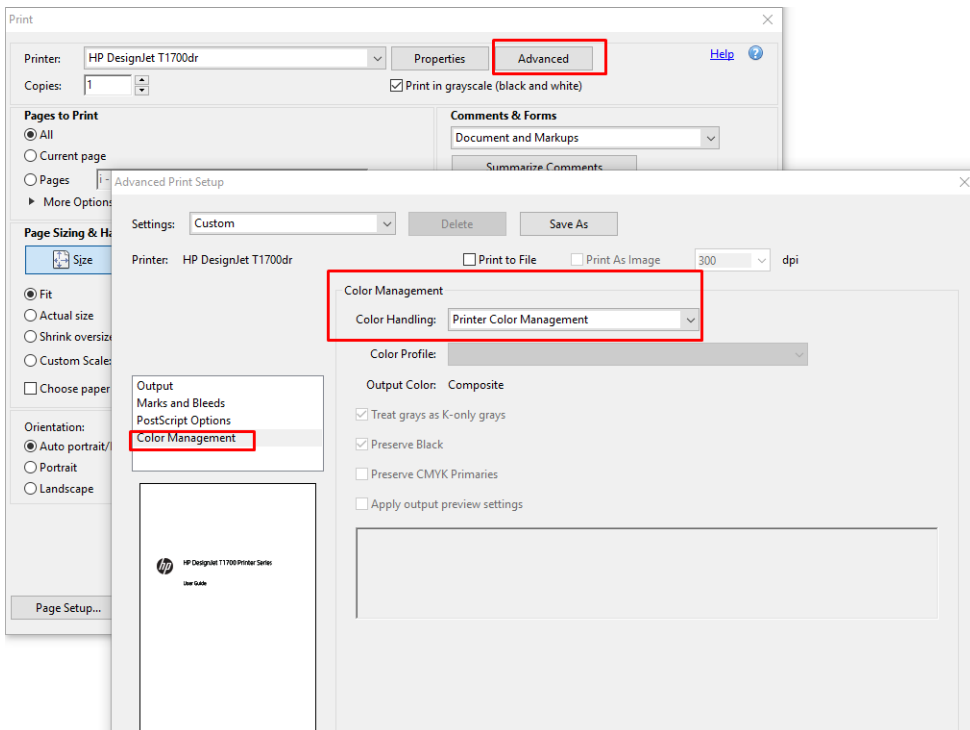 Print
Printer: HP DesignJet T1700dr Properties Advanced Help ?
Copies: 1 Print in grayscale (black and white)
Pages to Print
All
Current page
Pages i -
More Options
Comments & Forms
Document and Markups
Summarize Comments
Page Sizing & Ha
Size
Fit
Actual size
Shrink oversize
Custom Scale:
Choose paper
Orientation:
Auto portrait/l
Portrait
Landscape
Page Setup...
Advanced Print Setup
Settings: Custom Delete Save As
Printer: HP DesignJet T1700dr Print to File Print As Image 300 dpi
Output
Marks and Bleeds
PostScript Options
Color Management
Color Management
Color Handling: Printer Color Management
Color Profile:
Output Color: Composite
Treat grays as K-only grays
Preserve Black
Preserve CMYK Primaries
Apply output preview settings
hp
HP DesignJet T1700 Printer Series
User Guide